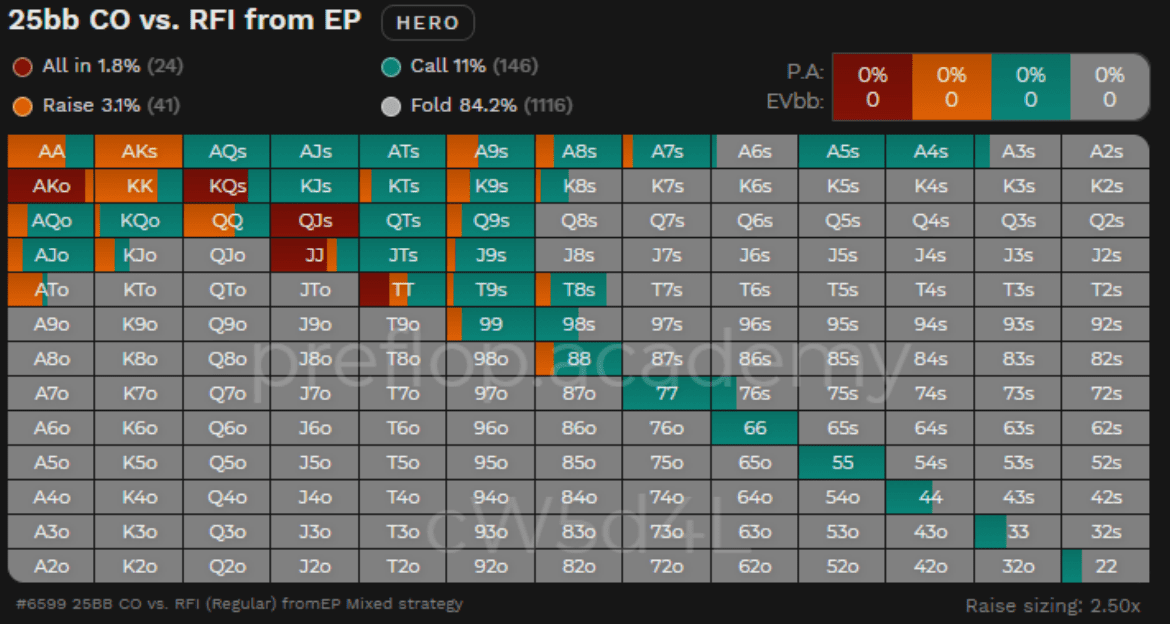 25bb CO vs. RFI from EP HERO
All in 1.8% (24) Call 11% (146)
Raise 3.1% (41) Fold 84.2% (1116)
P.A: 0% 0% 0% 0%
EVbb: 0 0 0 0
AA AKs AQs AJs ATs A9s A8s A7s A6s A5s A4s A3s A2s
AKo KK KQs KJs KTs K9s K8s K7s K6s K5s K4s K3s K2s
AQo KQo QQ QJs QTs Q9s Q8s Q7s Q6s Q5s Q4s Q3s Q2s
AJo KJo QJo JJ JTs J9s J8s J7s J6s J5s J4s J3s J2s
ATo KTo QTo JTo TT T9s T8s T7s T6s T5s T4s T3s T2s
A9o K9o Q9o J9o T9o 99 98s 97s 96s 95s 94s 93s 92s
A8o K8o Q8o J8o T8o 98o 88 87s 86s 85s 84s 83s 82s
A7o K7o Q7o J7o T7o 97o 87o 77 76s 75s 74s 73s 72s
A6o K6o Q6o J6o T6o 96o 86o 76o 66 65s 64s 63s 62s
A5o K5o Q5o J5o T5o 95o 85o 75o 65o 55 54s 53s 52s
A4o K4o Q4o J4o T4o 94o 84o 74o 64o 54o 44 43s 42s
A3o K3o Q3o J3o T3o 93o 83o 73o 63o 53o 43o 33 32s
A2o K2o Q2o J2o T2o 92o 82o 72o 62o 52o 42o 32o 22
preflop.academy
cW5d4L
#6599 25BB CO vs. RFI (Regular) fromEP Mixed strategy
Raise sizing: 2.50x